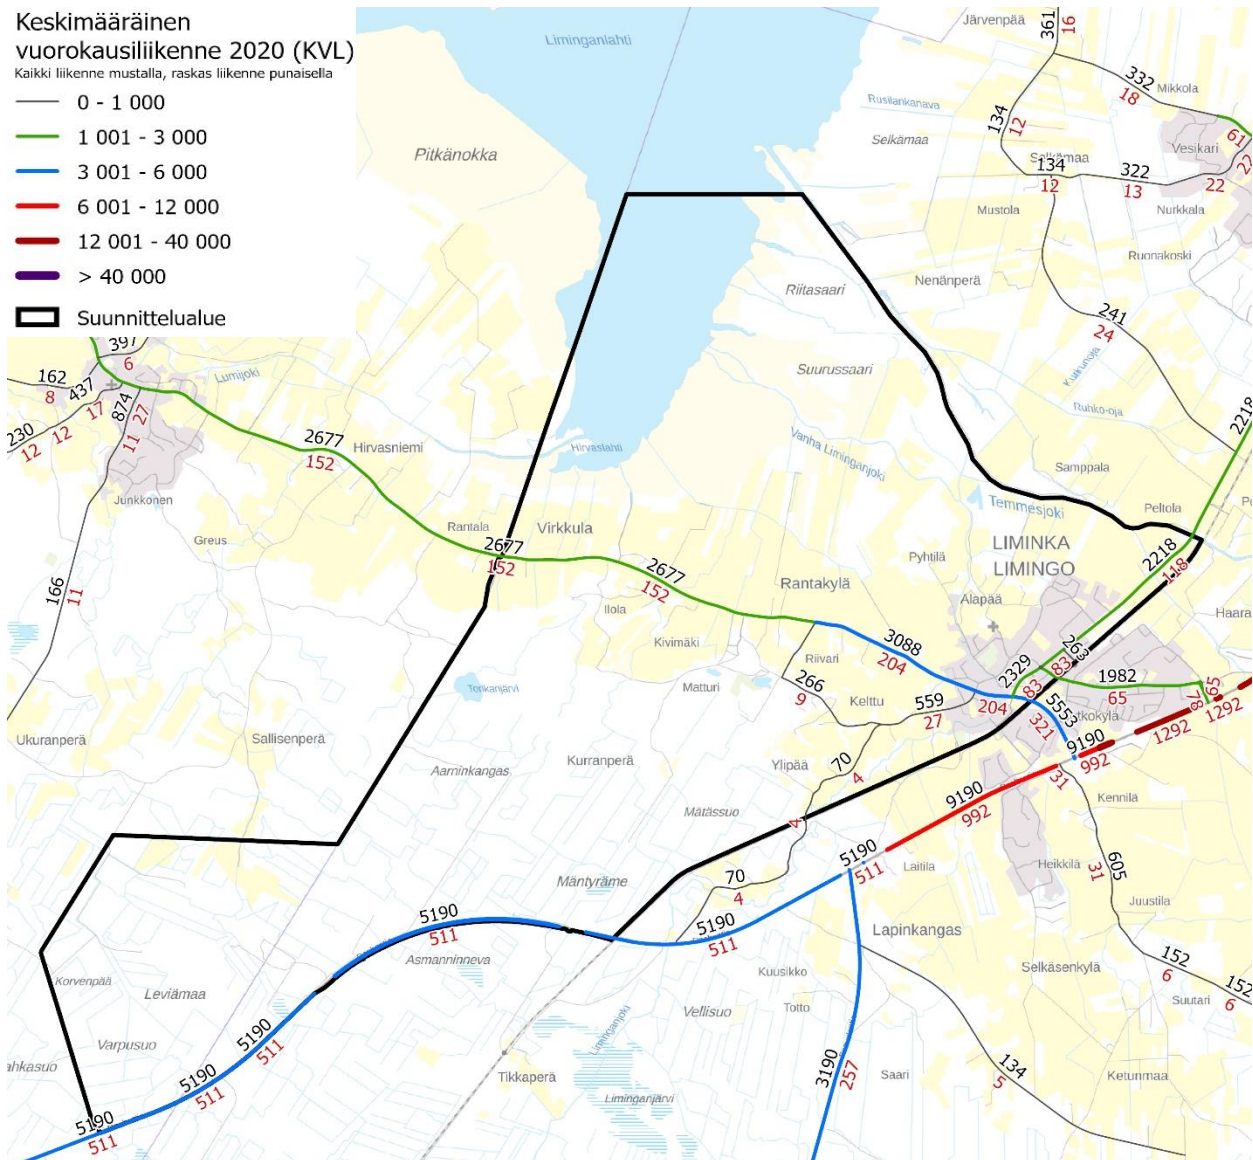 Keskimääräinen
vuorokausiliikenne 2020 (KVL)
Kaikki liikenne mustalla, raskas liikenne punaisella
0 - 1 000
1 001 - 3 000
3 001 - 6 000
6 001 - 12 000
12 001 - 40 000
> 40 000
Suunnittelualue
Liminganlahti
Järvenpää
361
16
332
18
Mikkola
Rusilankanava
Selkämaa
134
12
61
Vesikari
Pitkänokka
134
12
322
13
22
Mustola
Nurkkala
Ruonakoski
Nenänperä
Riitasaari
241
24
397
6
Lumijoki
162
8
437
17
874
27
11
230
12
12
Suurussaari
Ruhko-oja
2218
2677
152
Hirvasniemi
Hirvaslahti
Vanha Liminganjoki
Samppala
Junkkonen
Temmesjoki
Peltola
Greus
Rantala
Virkkula
2677
152
LIMINKA
LIMINGO
2218
118
Pyhtilä
166
11
2677
152
Rantakylä
Alapää
Ilola
Haara
Kivimäki
3088
204
Riivari
263
83
2329
83
1982
65
65
Matturi
266
9
Kelttu
559
27
204
5553
321
1292
1292
Ukuranperä
Sallisenperä
Aarninkangas
Kurranperä
Ylipää
70
4
9190
992
31
Kennilä
Mätässuo
9190
992
4
5190
511
Laitila
Heikkilä
605
31
Mäntyräme
70
4
Juustila
5190
511
5190
511
Lapinkangas
Asmanninneva
Korvenpää
Leviämaa
Kuusikko
Selkäsenkylä
152
6
152
6
Suutari
Totto
Vellisuo
Varpusuo
5190
511
Liminganjoki
5190
511
Tikkaperä
3190
257
Saari
134
5
Ketunmaa
Liminganjärvi
5190
511